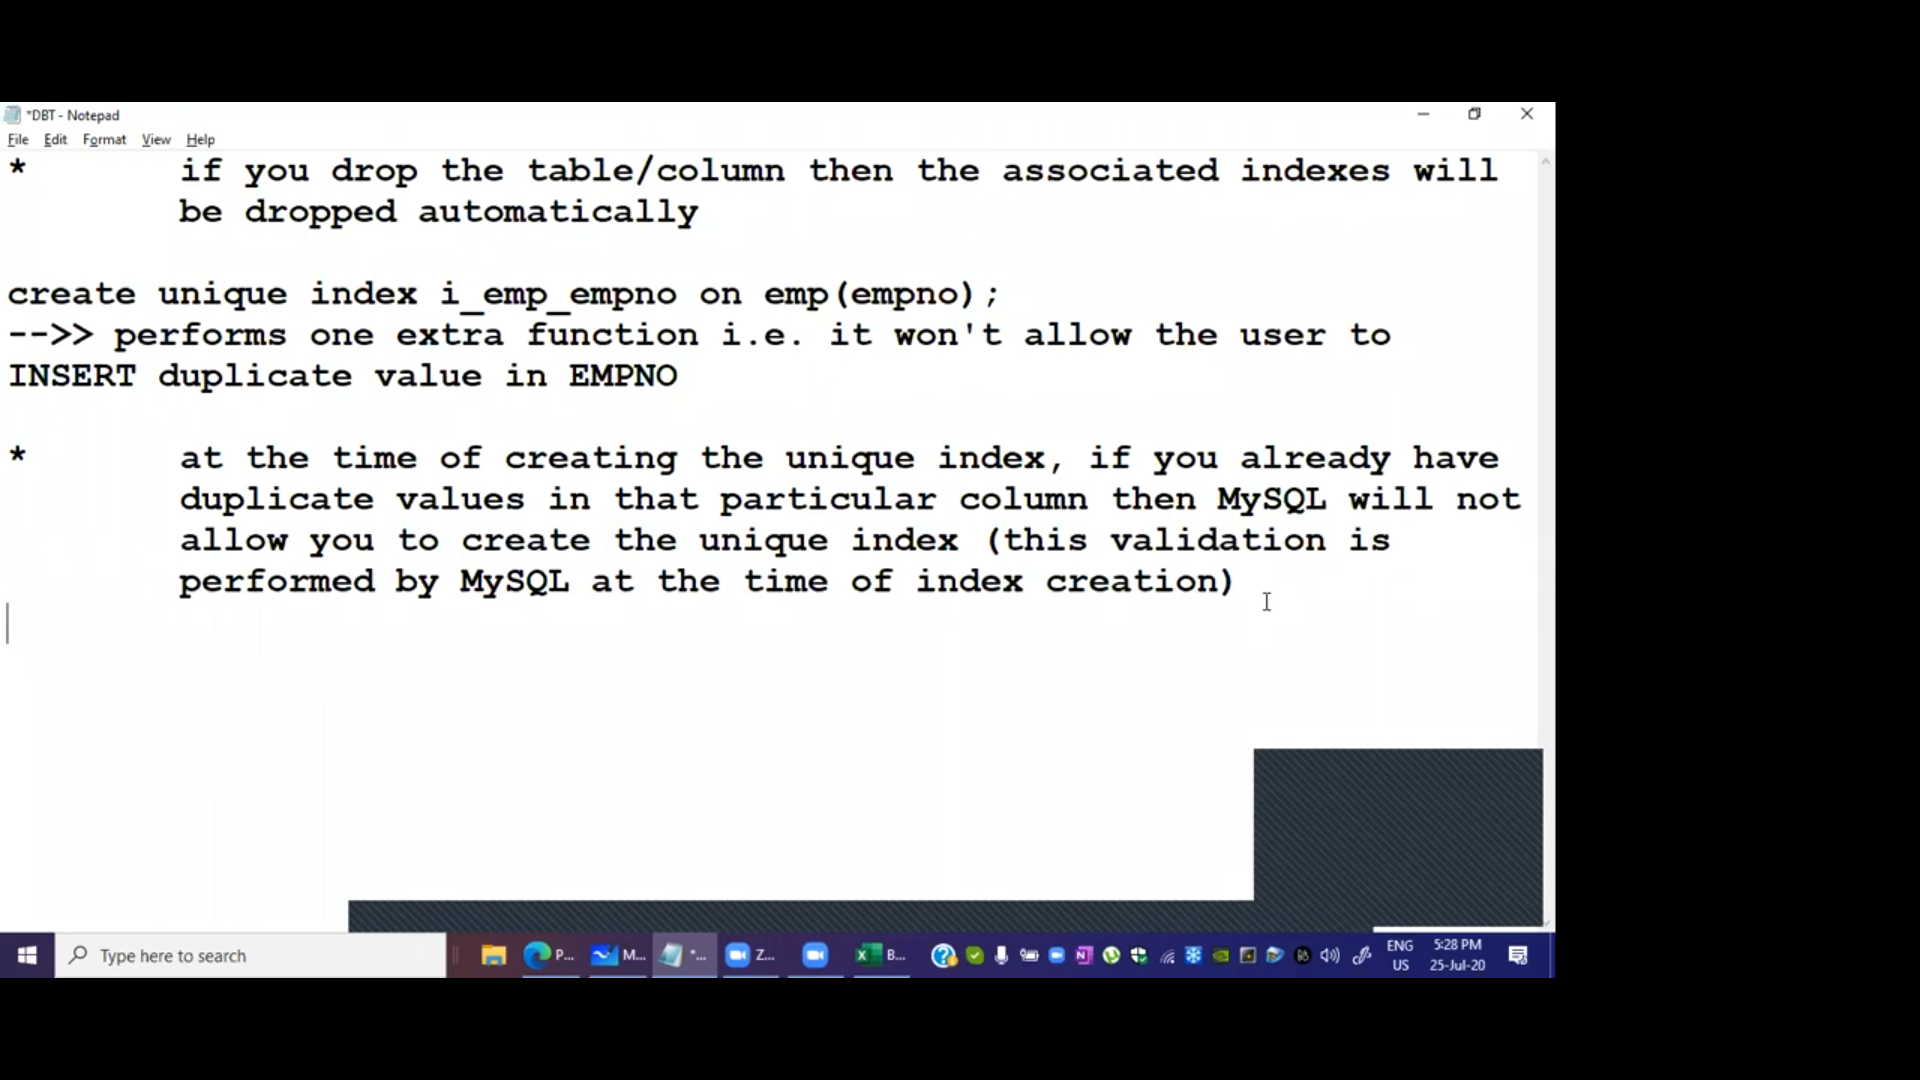 *DBT - Notepad
File Edit Format View Help
* if you drop the table/column then the associated indexes will
be dropped automatically
create unique index i_emp_empno on emp(empno);
-->> performs one extra function i.e. it won't allow the user to
INSERT duplicate value in EMPNO
* at the time of creating the unique index, if you already have
duplicate values in that particular column then MySQL will not
allow you to create the unique index (this validation is
performed by MySQL at the time of index creation)
Type here to search P... M... *... Z... B... ENG 5:28 PM
US 25-Jul-20